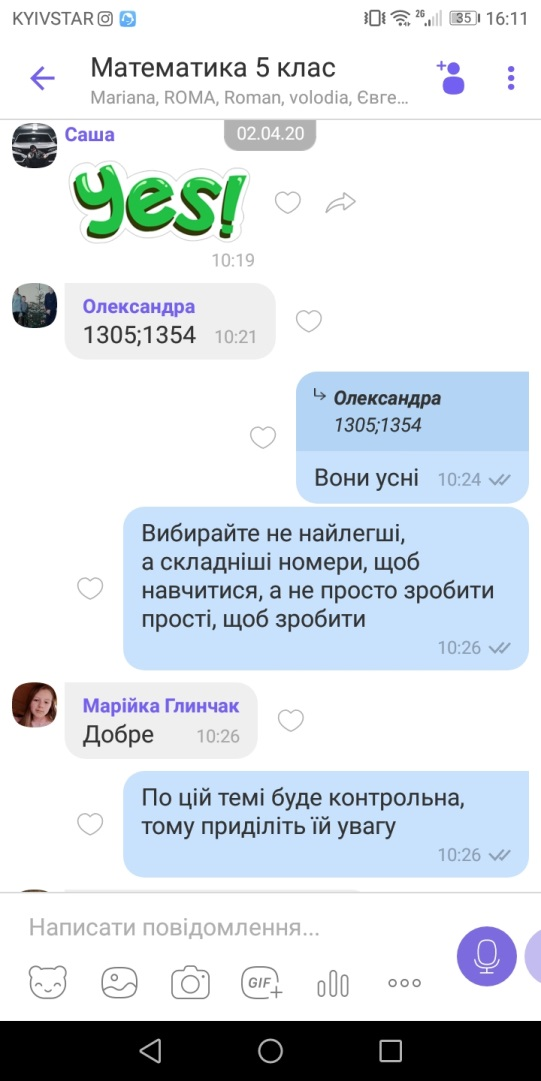 KYIVSTAR 2G 35 16:11
Математика 5 клас
Mariana, ROMA, Roman, volodia, Євге...
Саша
02.04.20
yes!
10:19
Олександра
1305;1354 10:21
Олександра
1305;1354
Вони усні 10:24
Вибирайте не найлегші,
а складніші номери, щоб
навчитися, а не просто зробити
прості, щоб зробити
10:26
Марійка Глинчак
Добре 10:26
По цій темі буде контрольна,
тому приділіть їй увагу
10:26
Написати повідомлення...
GIF